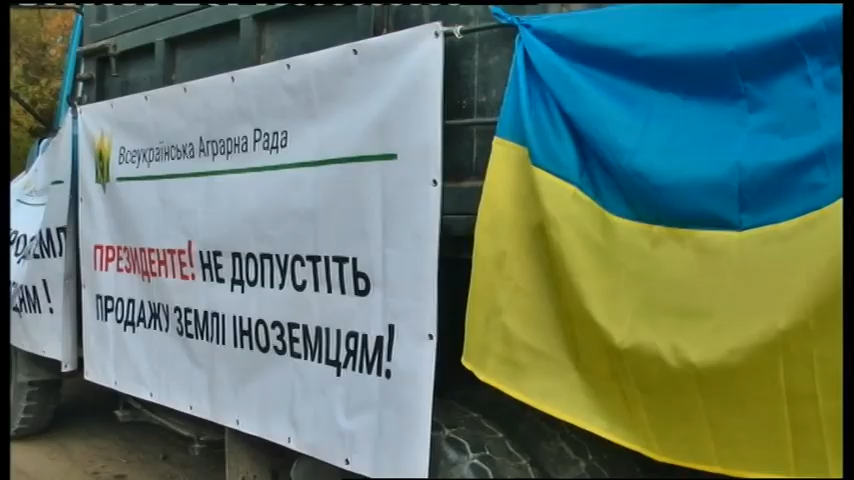 Всеукраїнська Аграрна Рада
ПРЕЗИДЕНТЕ! НЕ ДОПУСТІТЬ
ПРОДАЖУ ЗЕМЛІ ІНОЗЕМЦЯМ!